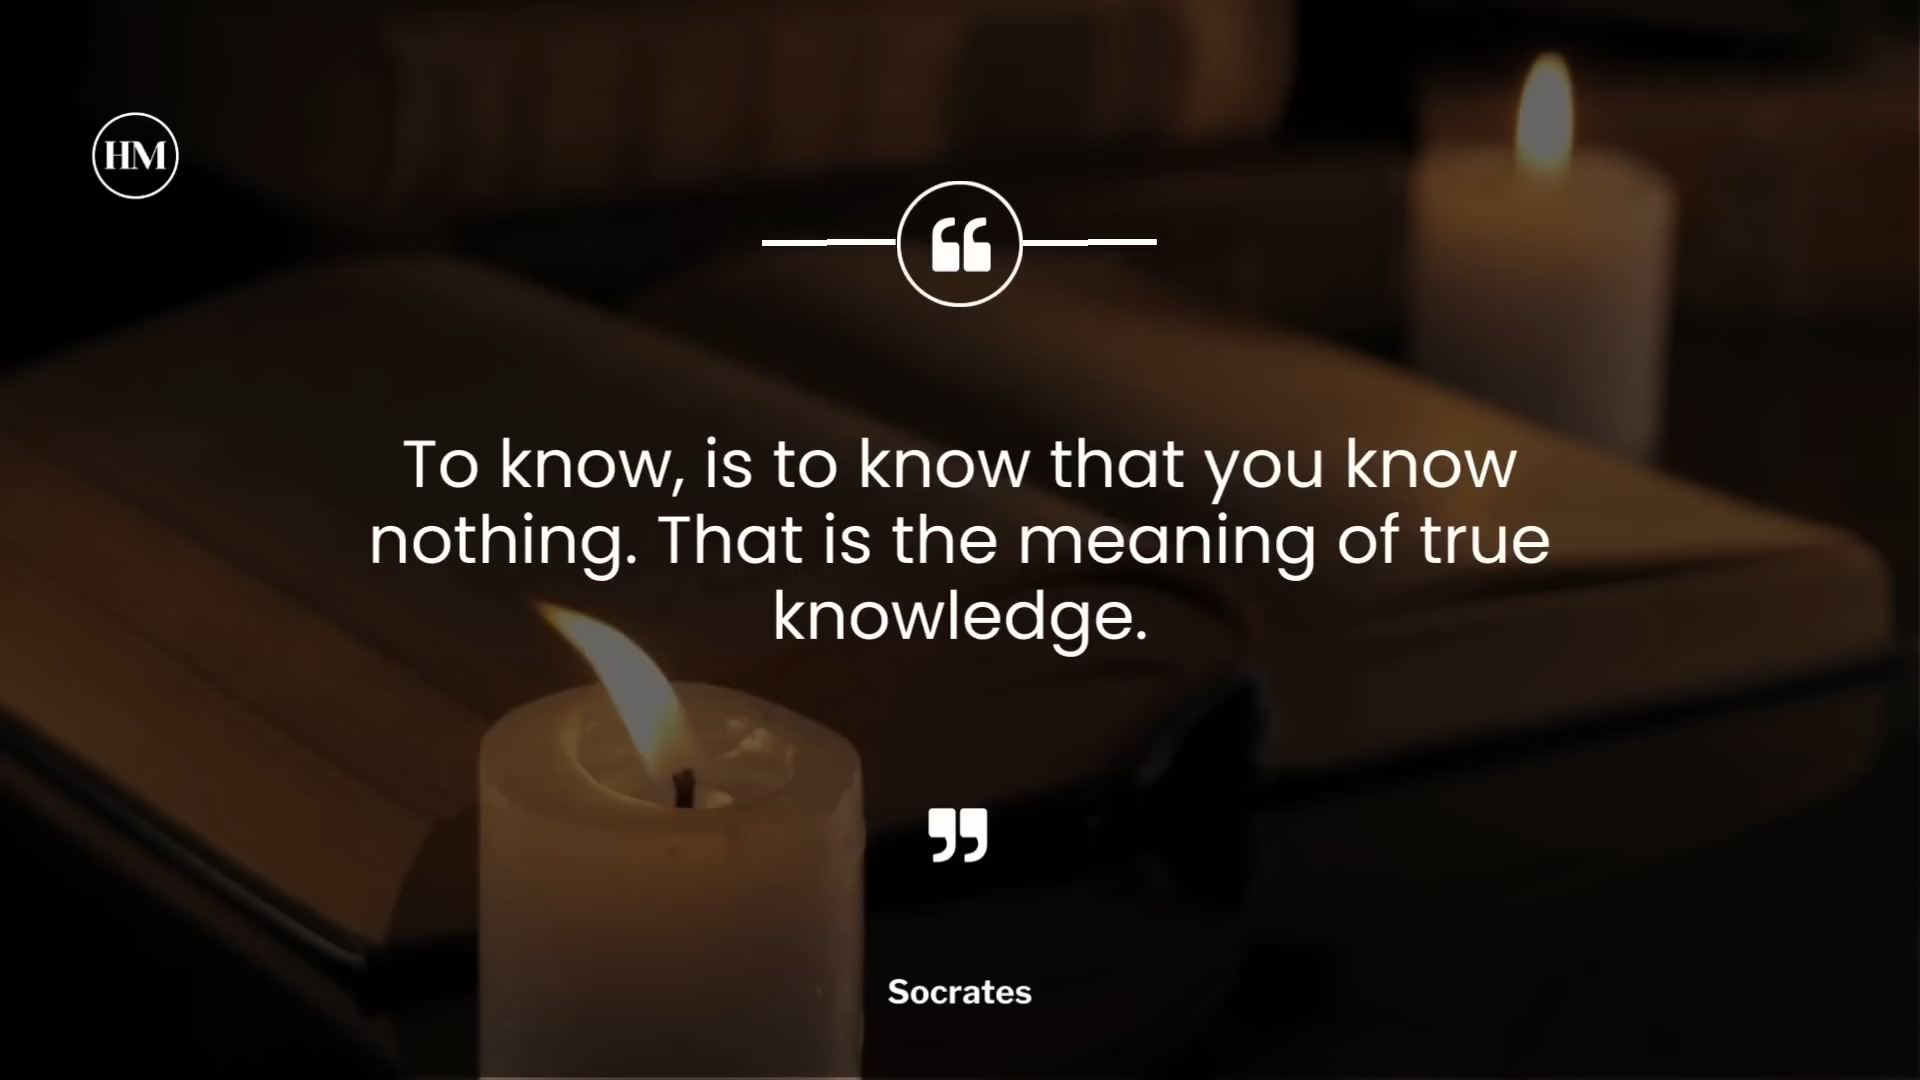 HM
“
To know, is to know that you know
nothing. That is the meaning of true
knowledge.
”
Socrates